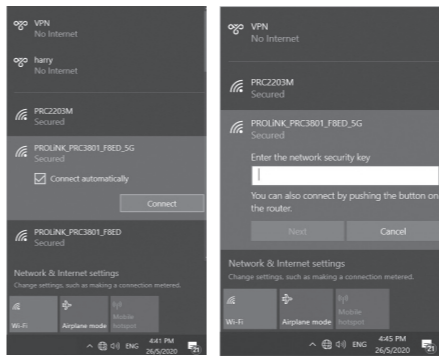 VPN
No Internet
harry
No Internet
PRC2203M
Secured
PROLiNK_PRC3801_F8ED_5G
Secured
Connect automatically
Connect
PROLiNK_PRC3801_F8ED
Secured
Network & Internet settings
Change settings, such as making a connection metered.
Wi-Fi
Airplane mode
Mobile
hotspot
ENG
4:41 PM
26/5/2020
21
VPN
No Internet
PRC2203M
Secured
PROLiNK_PRC3801_F8ED_5G
Secured
Enter the network security key
You can also connect by pushing the button on
the router.
Next
Cancel
Network & Internet settings
Change settings, such as making a connection metered.
Wi-Fi
Airplane mode
Mobile
hotspot
ENG
4:45 PM
26/5/2020
21